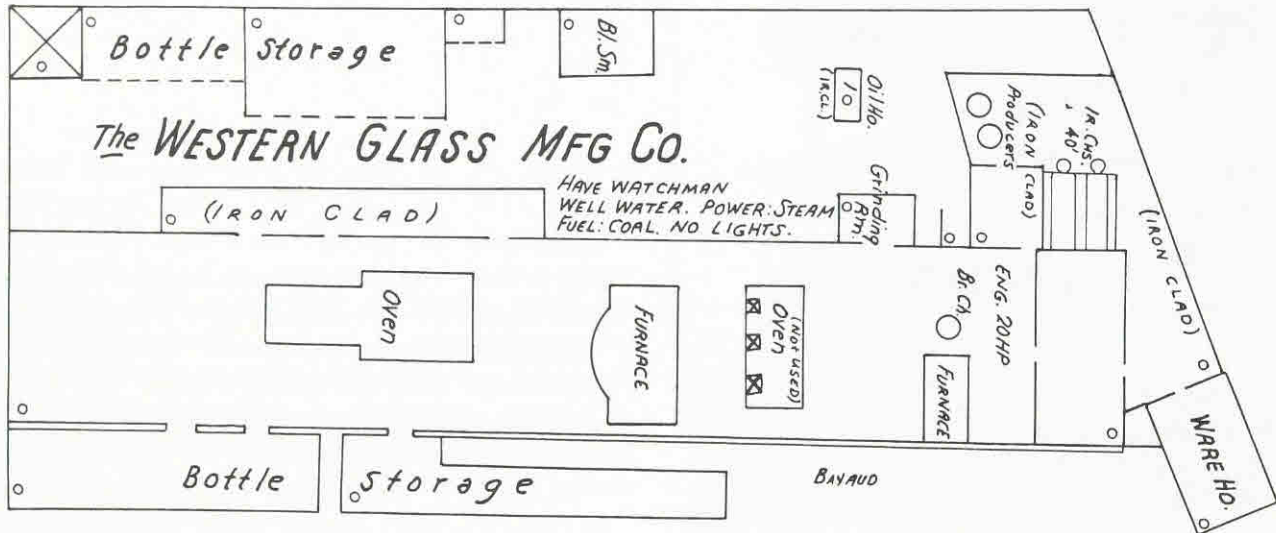 Bottle Storage
Bl. Sm.
Oil Ho.
(IR.CL.)
1
(IRON CLAD)
Producers
IR. CHS.
" 40'
The WESTERN GLASS MFG CO.
HAVE WATCHMAN
WELL WATER. POWER: STEAM
FUEL: COAL. NO LIGHTS.
(IRON CLAD)
Grinding
Rm.
(IRON CLAD)
Oven
FURNACE
(NOT USED)
Oven
Br. Ch.
ENG. 20HP
FURNACE
WARE HO.
Bottle Storage
BAYAUD